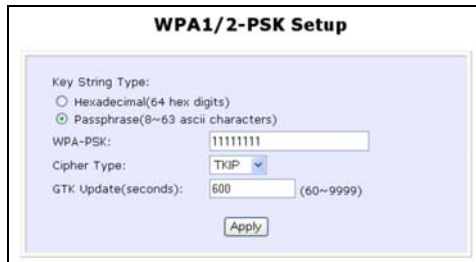 WPA1/2-PSK Setup
Key String Type:
Hexadecimal(64 hex digits)
Passphrase(8~63 ascii characters)
WPA-PSK: 11111111
Cipher Type: TKIP
GTK Update(seconds): 600 (60~9999)
Apply